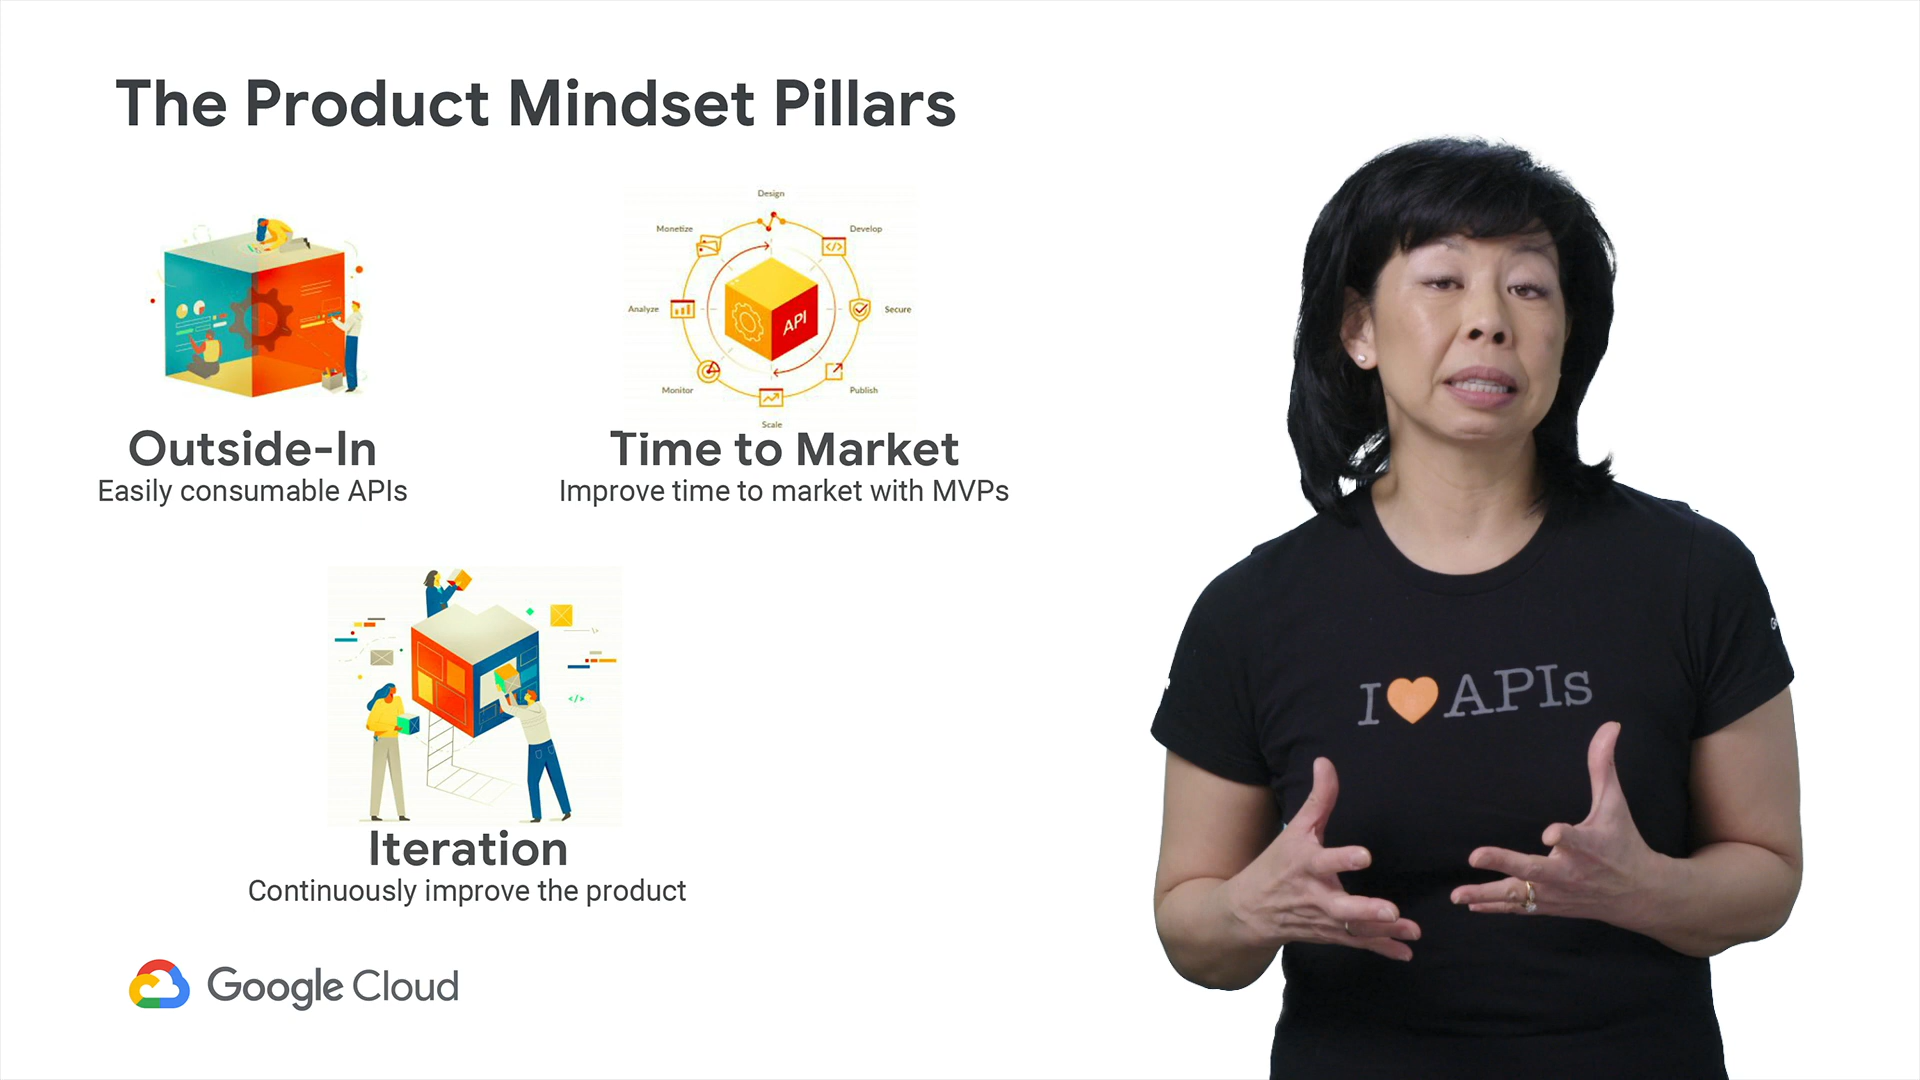 The Product Mindset Pillars
Design
Monetize
Develop
Analyze
API
Secure
Monitor
Publish
Scale
Outside-In
Time to Market
Easily consumable APIs
Improve time to market with MVPs
Iteration
Continuously improve the product
Google Cloud
I APIs